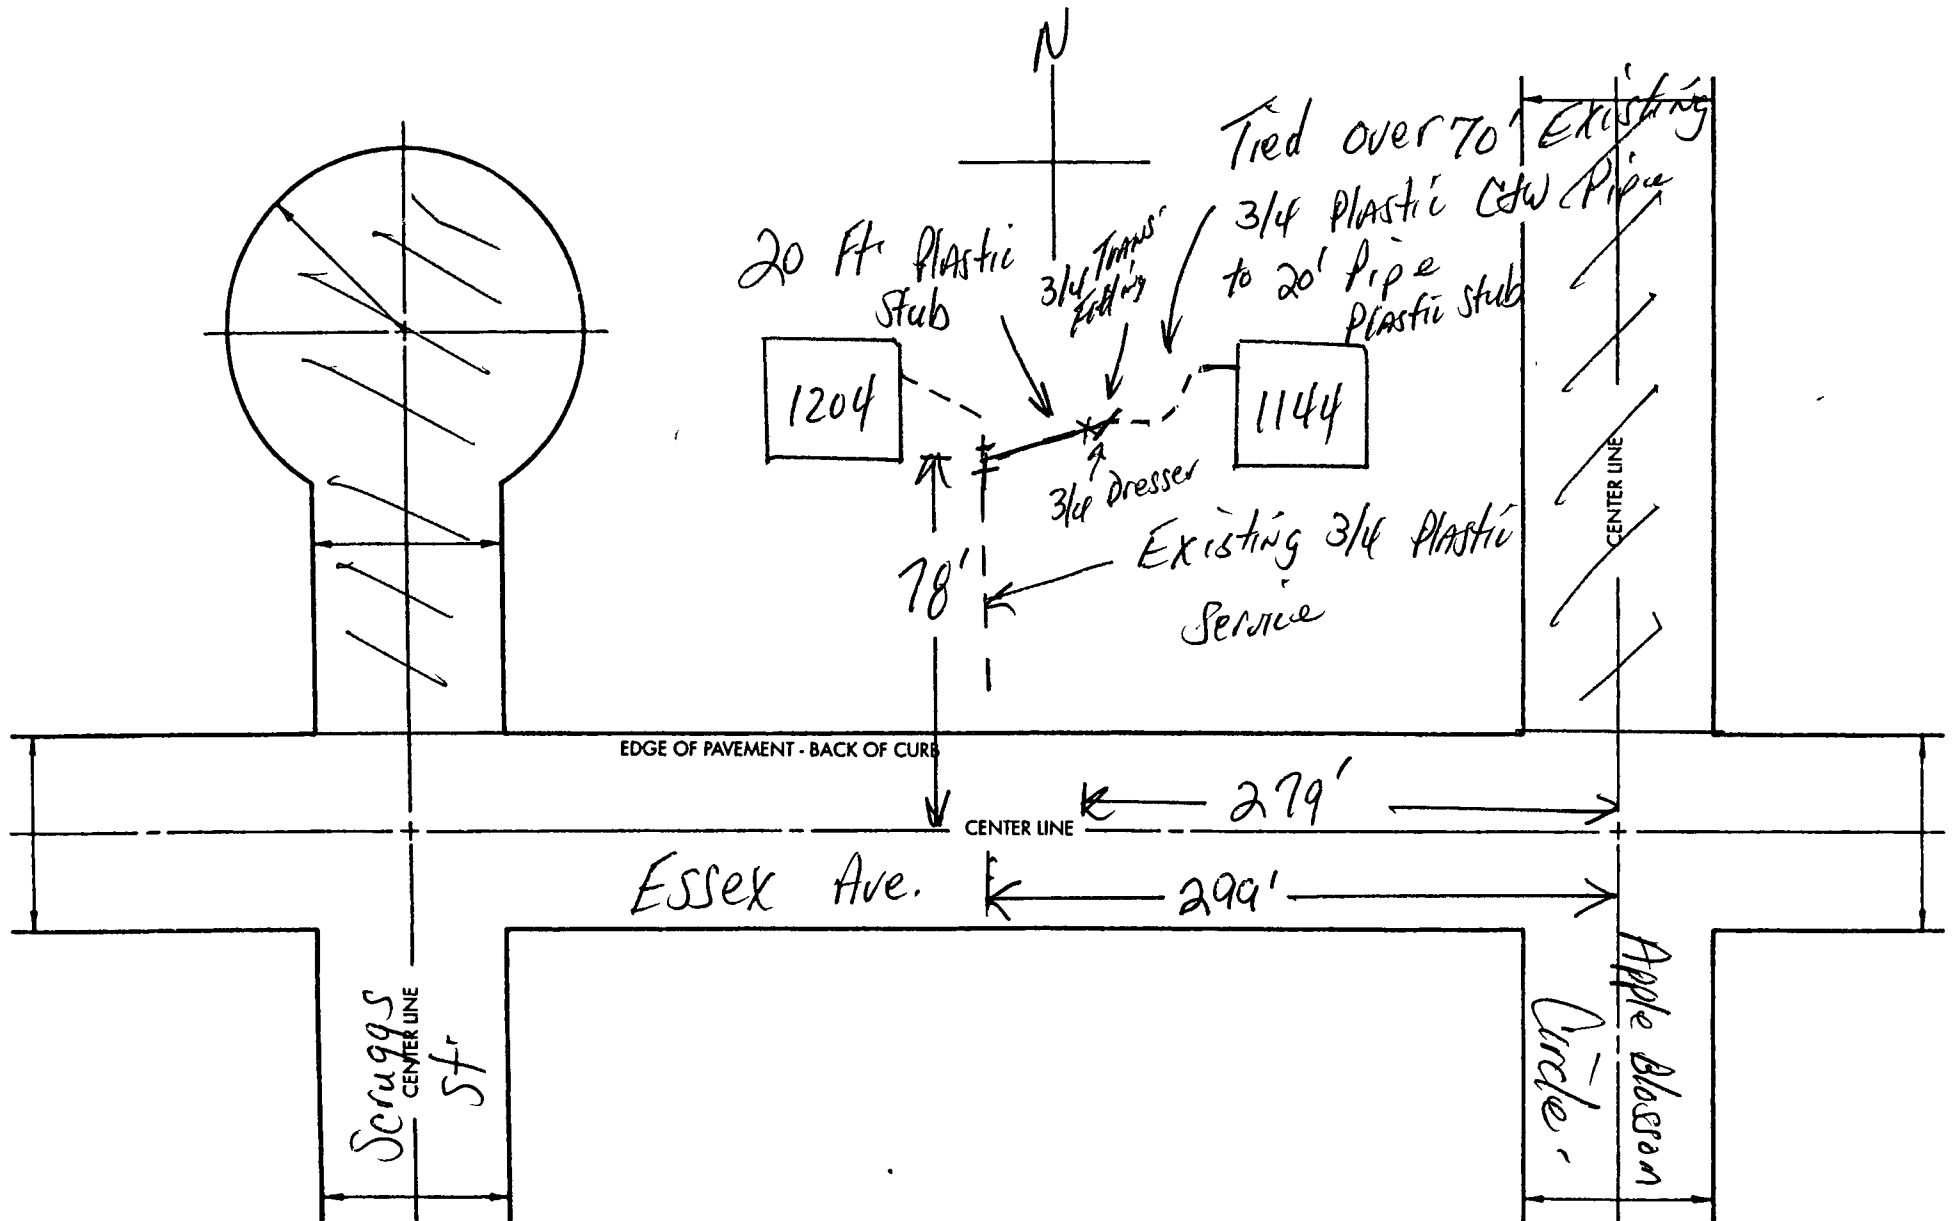 N
Tied over 70' Existing
3/4 Plastic C&W Pipe
to 20' Pipe
Plastic stub
20 Ft Plastic
Stub
3/4 Trans'
Fitting
1204
1144
3/4 Dresser
Existing 3/4 Plastic
Service
78'
CENTER LINE
EDGE OF PAVEMENT - BACK OF CURB
279'
CENTER LINE
Essex Ave.
299'
Scruggs
CENTER LINE
St.
Apple Blossom
Circle.